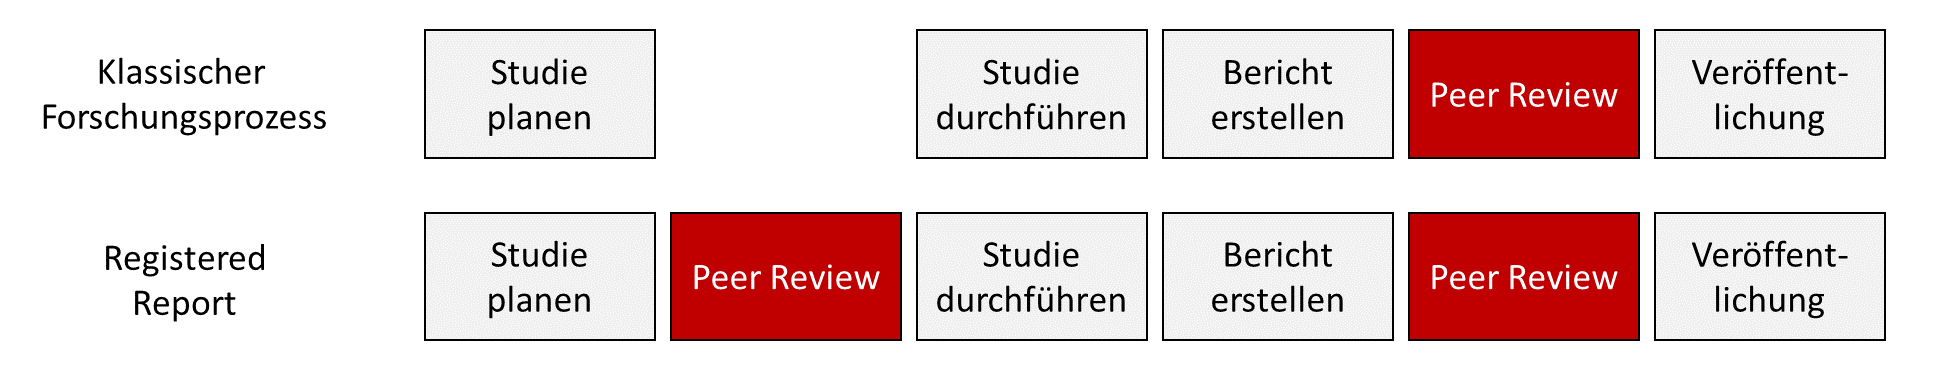 Klassischer
Forschungsprozess
Studie
planen
Studie
durchführen
Bericht
erstellen
Peer Review
Veröffent-
lichung
Registered
Report
Studie
planen
Peer Review
Studie
durchführen
Bericht
erstellen
Peer Review
Veröffent-
lichung